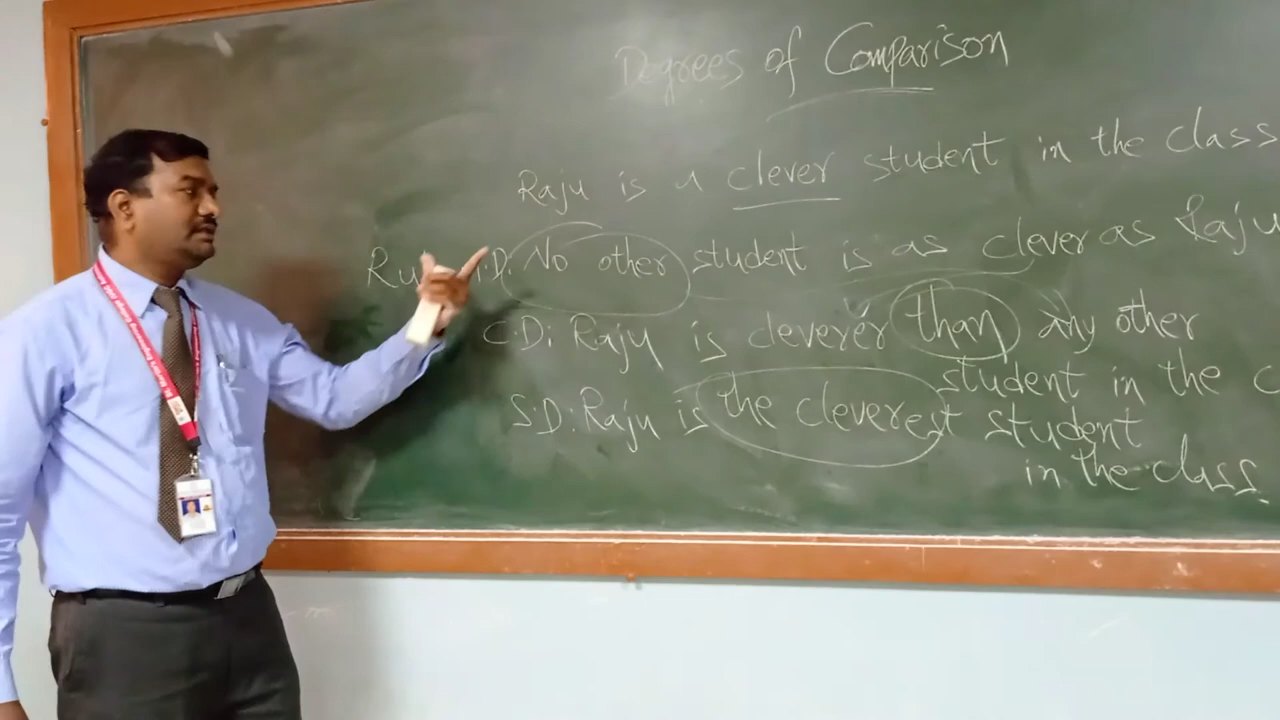 Degrees of Comparison
Raju is a clever student in the class
D: No other student is as clever as Raju
C.D: Raju is cleverer than any other
student in the
S.D: Raju is the cleverest student
in the class.